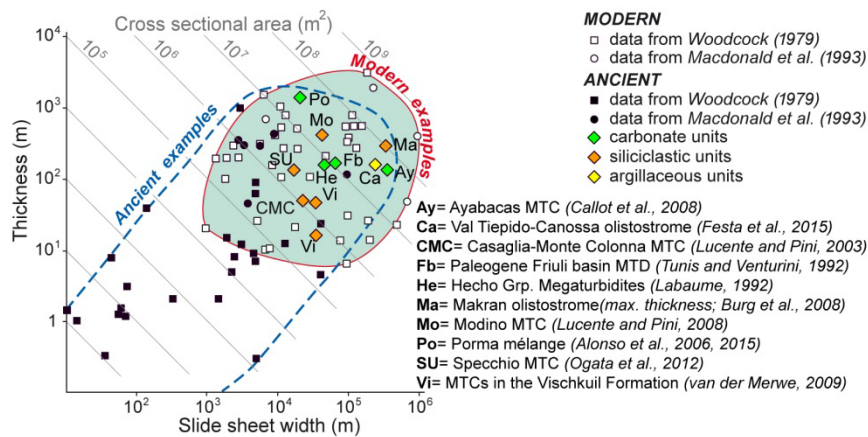 Cross sectional area (m²)
10⁵
10⁶
10⁷
10⁸
10⁹
10⁴
10³
10²
10¹
1
Thickness (m)
10²
10³
10⁴
10⁵
10⁶
Slide sheet width (m)
Ancient examples
Modern examples
Po
Mo
Ma
SU
He
Fb
Ca
Ay
CMC
Vi
Vi
MODERN
data from Woodcock (1979)
data from Macdonald et al. (1993)
ANCIENT
data from Woodcock (1979)
data from Macdonald et al. (1993)
carbonate units
siliciclastic units
argillaceous units
Ay= Ayabacas MTC (Callot et al., 2008)
Ca= Val Tiepido-Canossa olistostrome (Festa et al., 2015)
CMC= Casaglia-Monte Colonna MTC (Lucente and Pini, 2003)
Fb= Paleogene Friuli basin MTD (Tunis and Venturini, 1992)
He= Hecho Grp. Megaturbidites (Labaume, 1992)
Ma= Makran olistostrome(max. thickness; Burg et al., 2008)
Mo= Modino MTC (Lucente and Pini, 2008)
Po= Porma mélange (Alonso et al., 2006, 2015)
SU= Specchio MTC (Ogata et al., 2012)
Vi= MTCs in the Vischkuil Formation (van der Merwe, 2009)